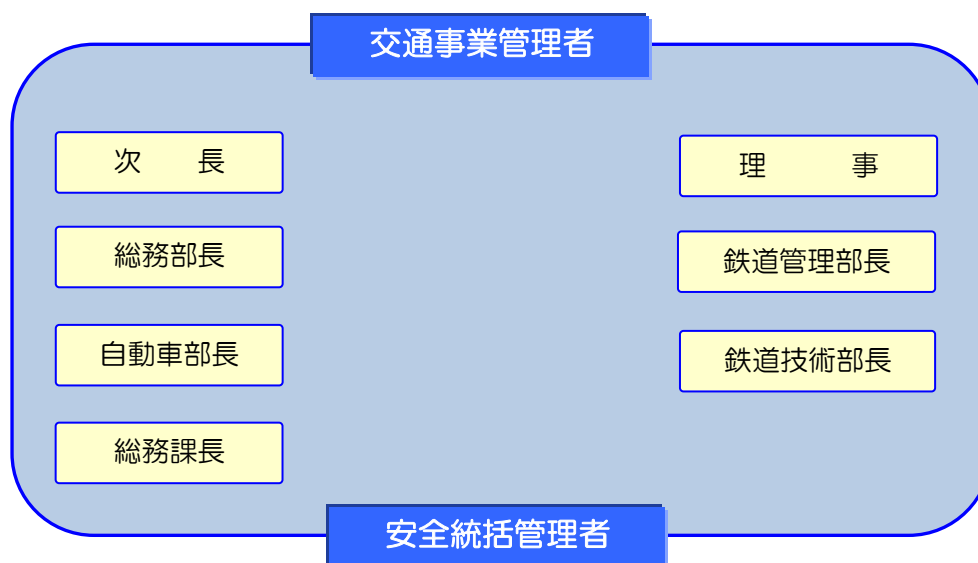 交通事業管理者
次　　長
総務部長
自動車部長
総務課長
理　　　事
鉄道管理部長
鉄道技術部長
安全統括管理者